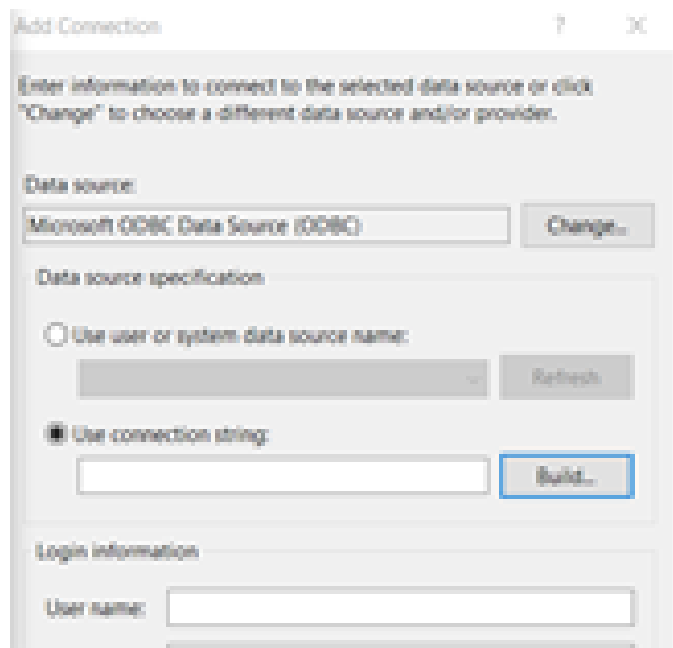 Add Connection ? ×
Enter information to connect to the selected data source or click
"Change" to choose a different data source and/or provider.
Data source:
Microsoft ODBC Data Source (ODBC) Change...
Data source specification
Use user or system data source name:
Refresh
Use connection string:
Build...
Login information
User name: